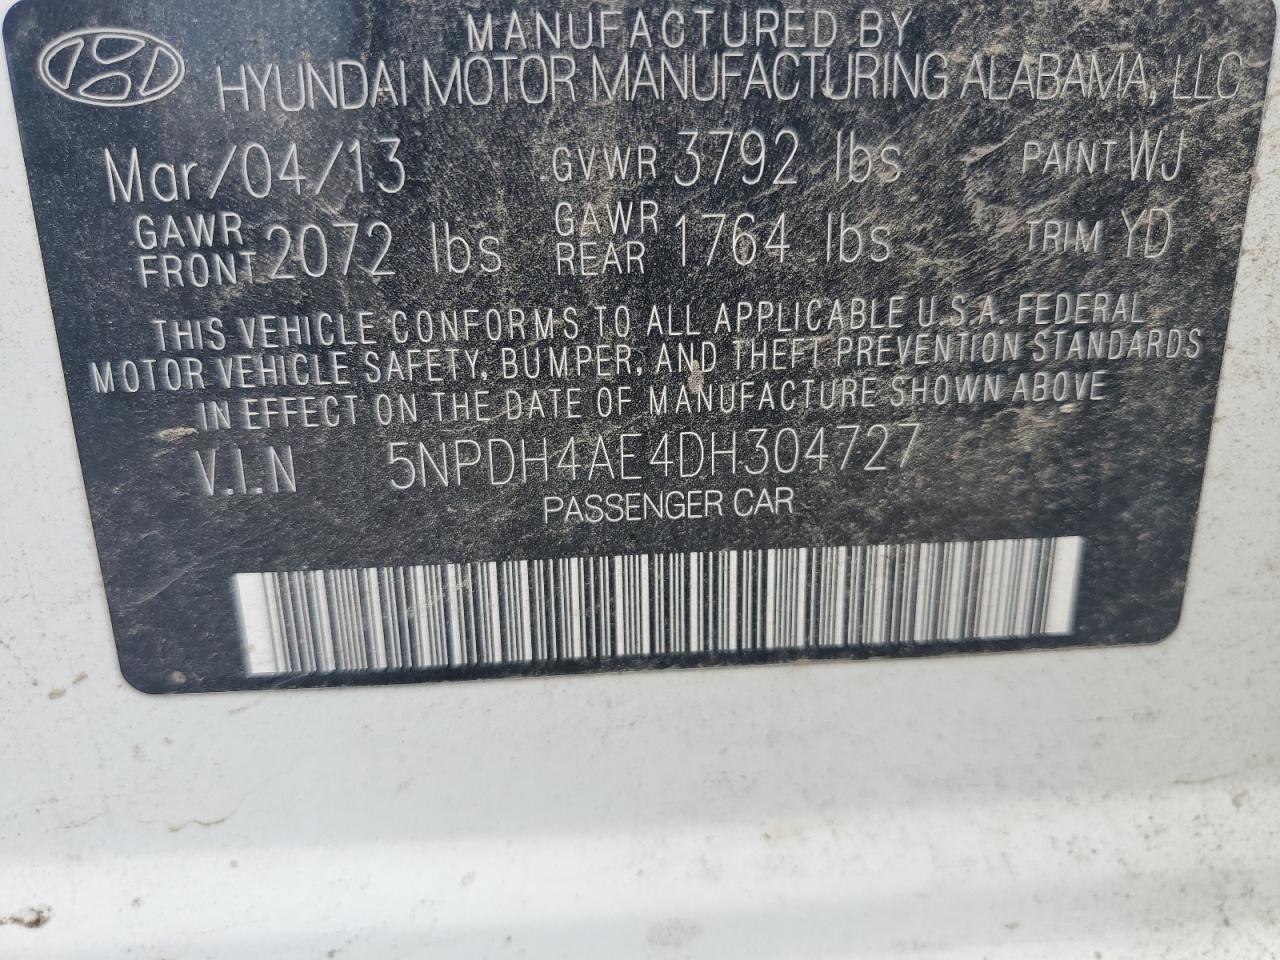 MANUFACTURED BY
HYUNDAI MOTOR MANUFACTURING ALABAMA, LLC
Mar/04/13 GVWR 3792 lbs PAINT WJ
GAWR FRONT 2072 lbs GAWR REAR 1764 lbs TRIM YD
THIS VEHICLE CONFORMS TO ALL APPLICABLE U.S.A. FEDERAL
MOTOR VEHICLE SAFETY, BUMPER, AND THEFT PREVENTION STANDARDS
IN EFFECT ON THE DATE OF MANUFACTURE SHOWN ABOVE
V.I.N 5NPDH4AE4DH304727
PASSENGER CAR